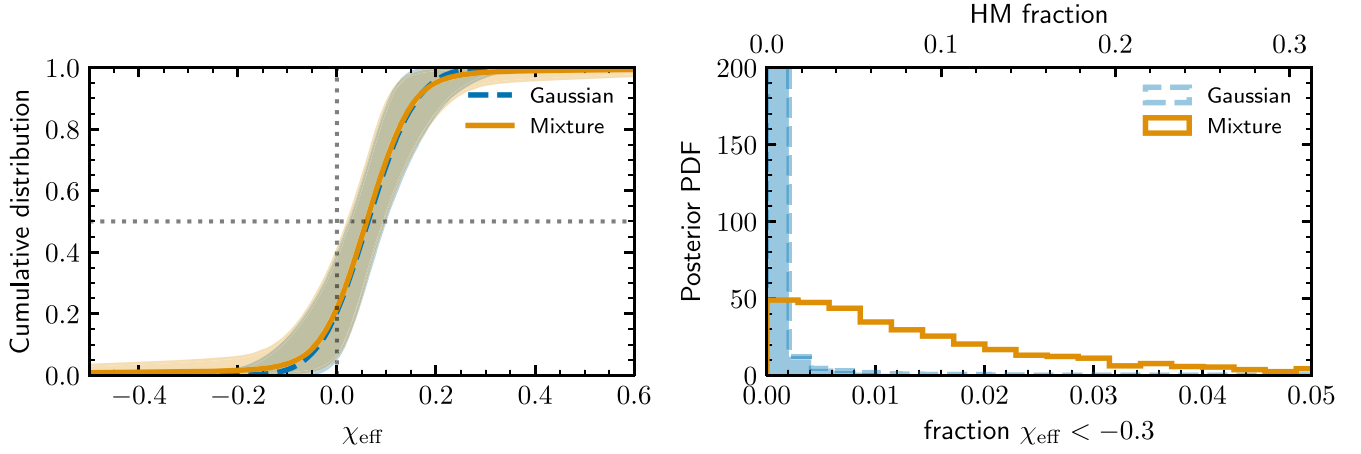 Cumulative distribution
1.0
0.8
0.6
0.4
0.2
0.0
Gaussian
Mixture
−0.4 −0.2 0.0 0.2 0.4 0.6
χeff
HM fraction
0.0 0.1 0.2 0.3
Posterior PDF
200
150
100
50
0
Gaussian
Mixture
0.00 0.01 0.02 0.03 0.04 0.05
fraction χeff < −0.3